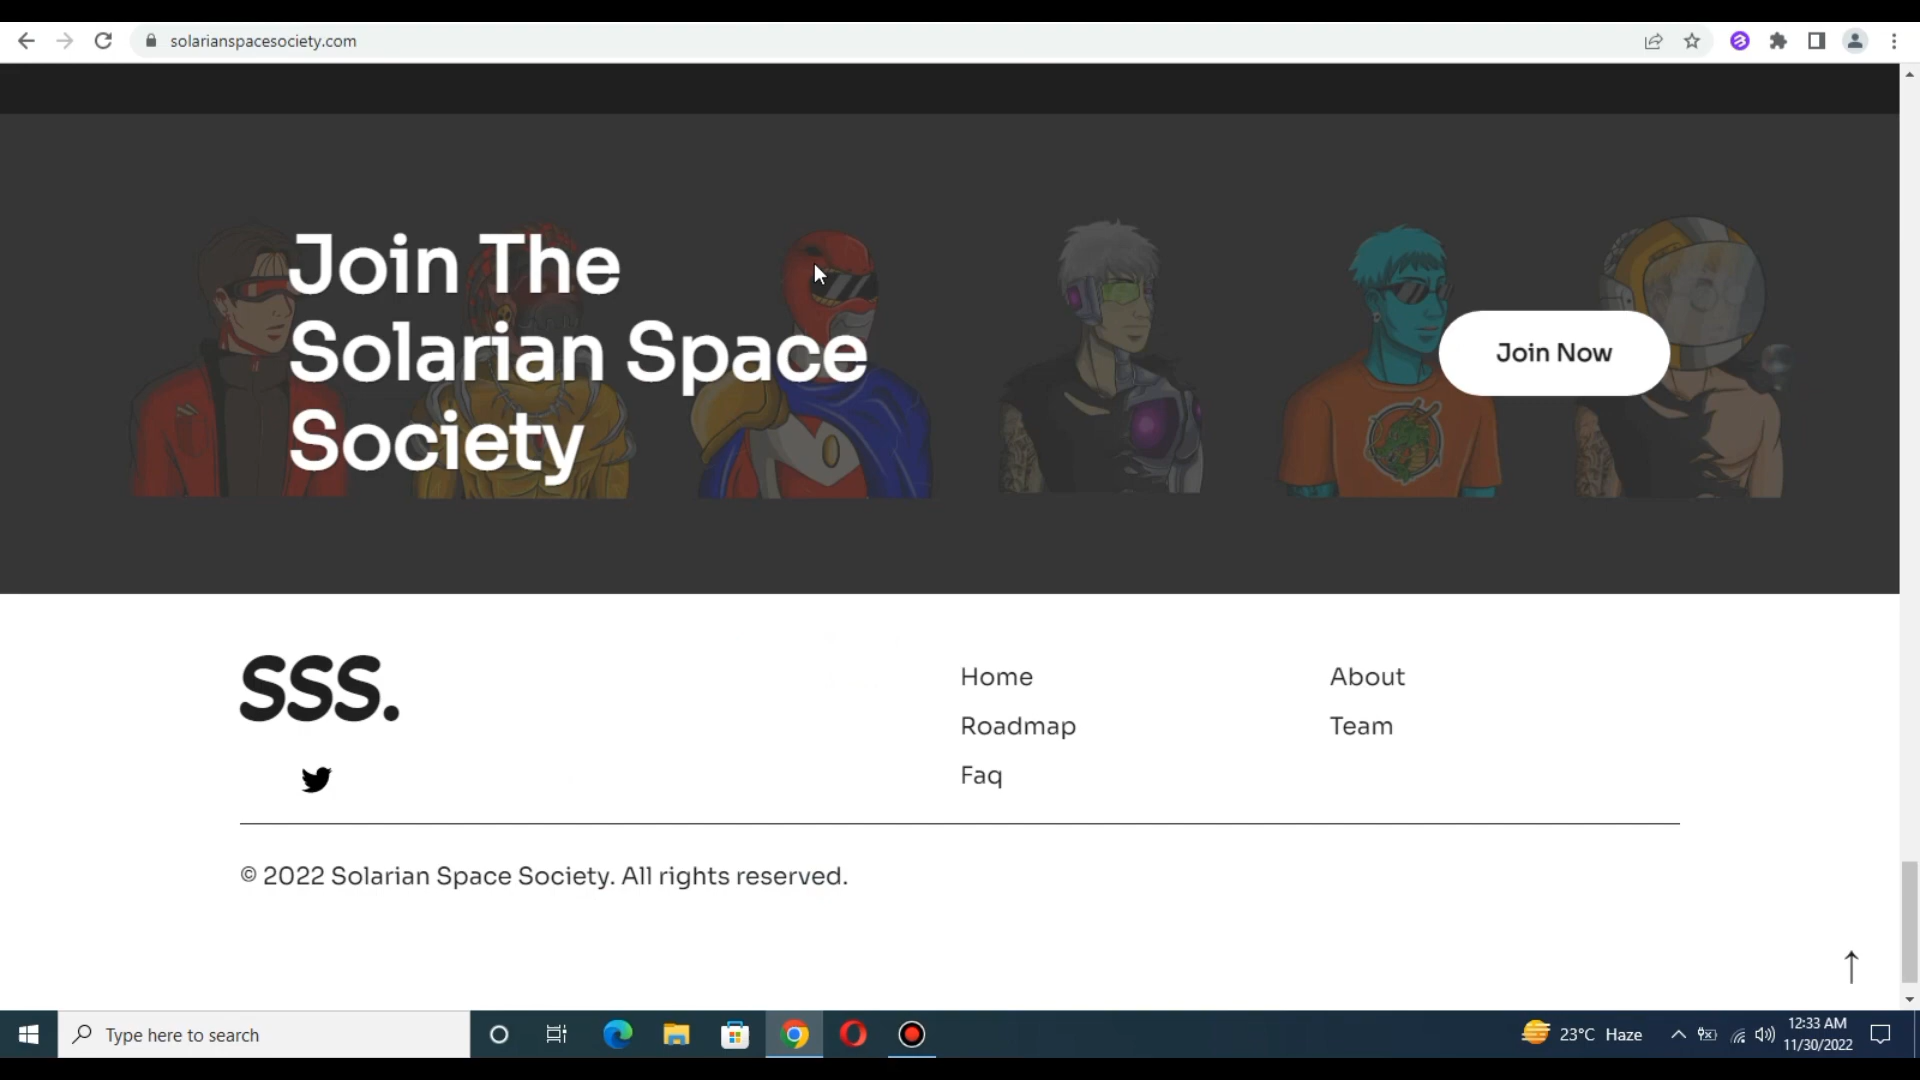 solarianspacesociety.com
Join The
Solarian Space
Society
Join Now
SSS.
Home
About
Roadmap
Team
Faq
© 2022 Solarian Space Society. All rights reserved.
Type here to search
23°C Haze
12:33 AM
11/30/2022